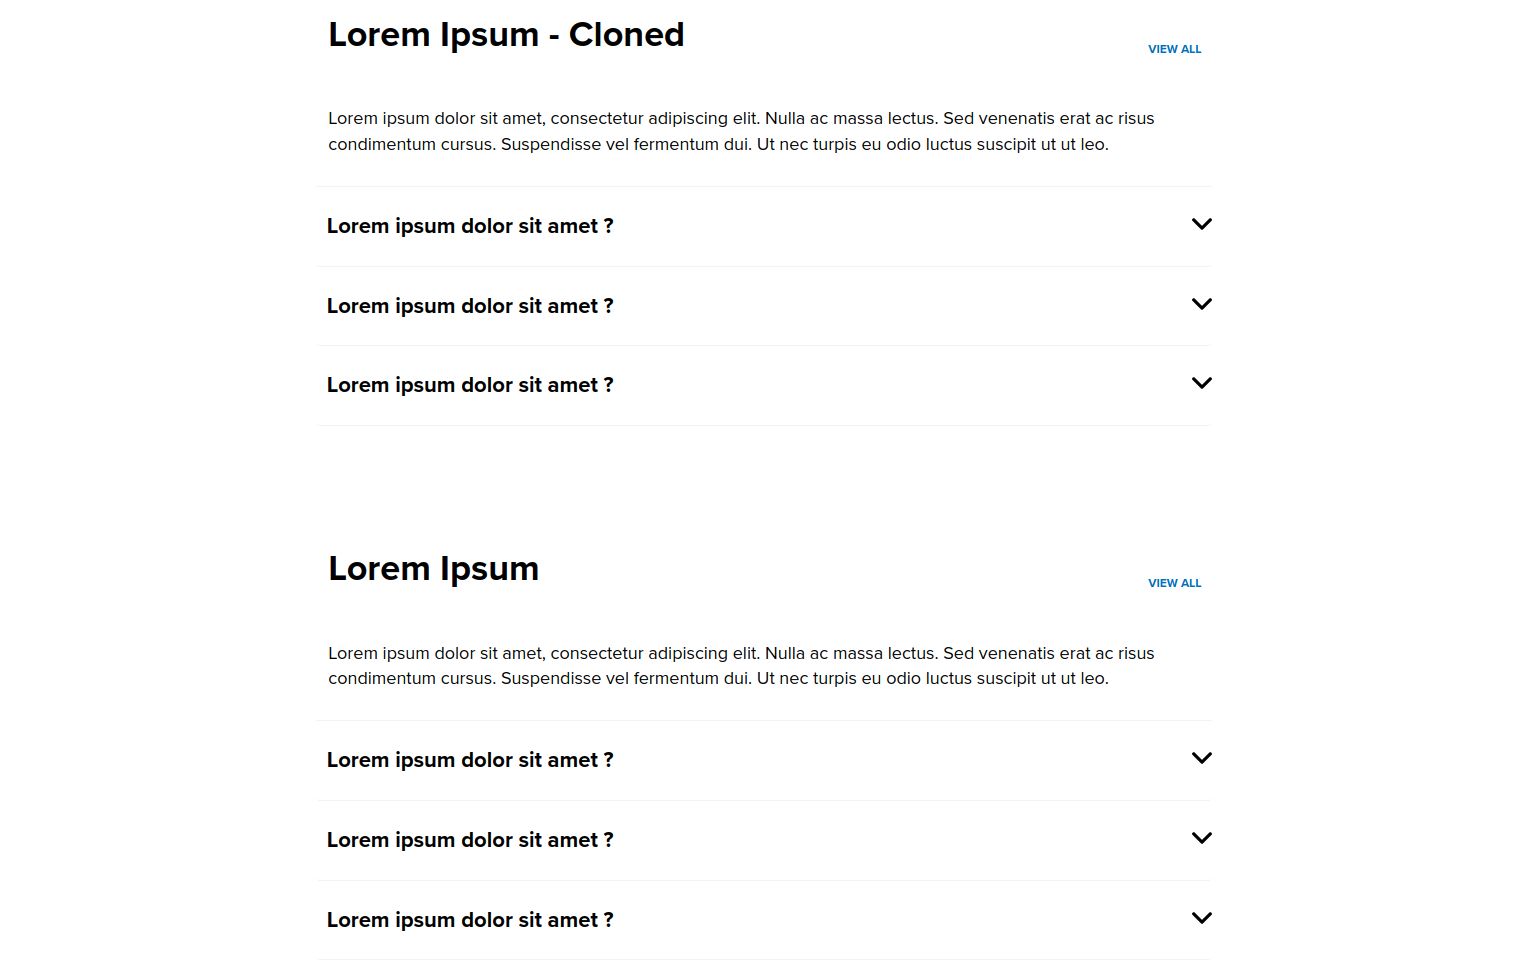 Lorem Ipsum - Cloned
VIEW ALL
Lorem ipsum dolor sit amet, consectetur adipiscing elit. Nulla ac massa lectus. Sed venenatis erat ac risus
condimentum cursus. Suspendisse vel fermentum dui. Ut nec turpis eu odio luctus suscipit ut ut leo.
Lorem ipsum dolor sit amet ?
Lorem ipsum dolor sit amet ?
Lorem ipsum dolor sit amet ?
Lorem Ipsum
VIEW ALL
Lorem ipsum dolor sit amet, consectetur adipiscing elit. Nulla ac massa lectus. Sed venenatis erat ac risus
condimentum cursus. Suspendisse vel fermentum dui. Ut nec turpis eu odio luctus suscipit ut ut leo.
Lorem ipsum dolor sit amet ?
Lorem ipsum dolor sit amet ?
Lorem ipsum dolor sit amet ?